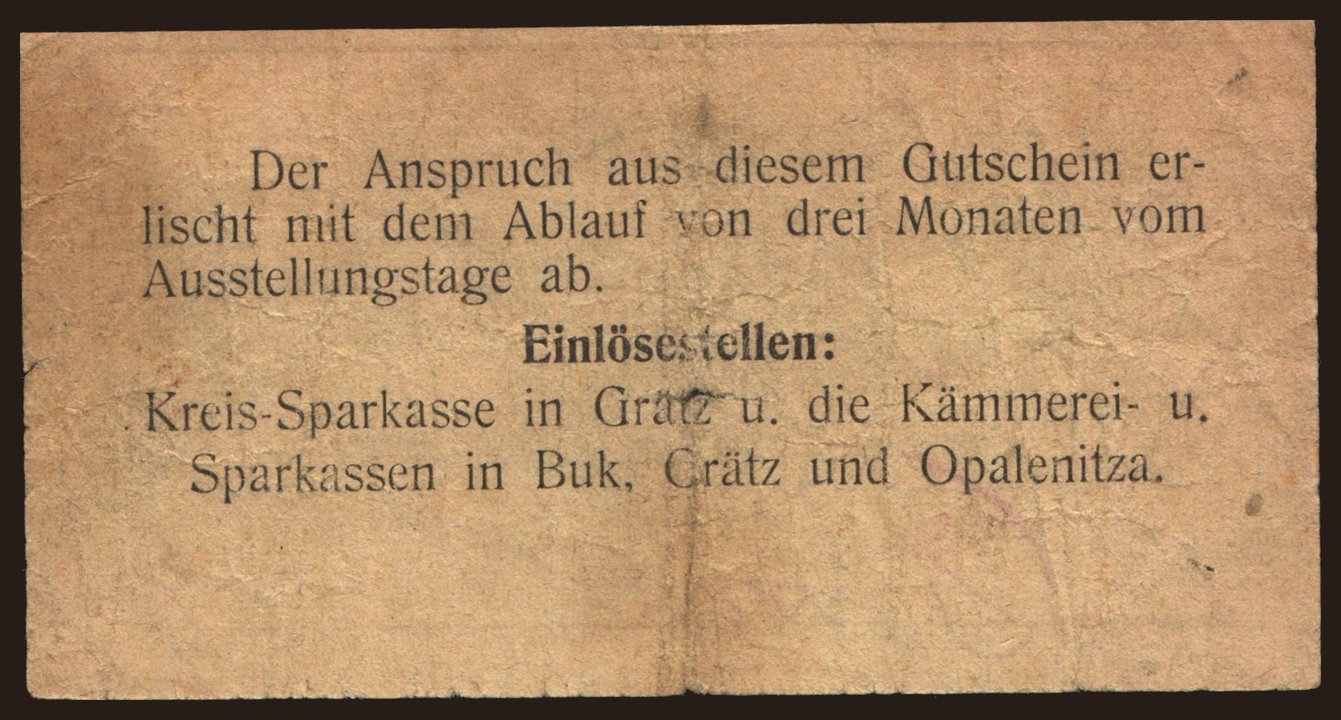 Der Anspruch aus diesem Gutschein er-
lischt mit dem Ablauf von drei Monaten vom
Ausstellungstage ab.
Einlösestellen:
Kreis-Sparkasse in Grätz u. die Kämmerei- u.
Sparkassen in Buk, Grätz und Opalenitza.